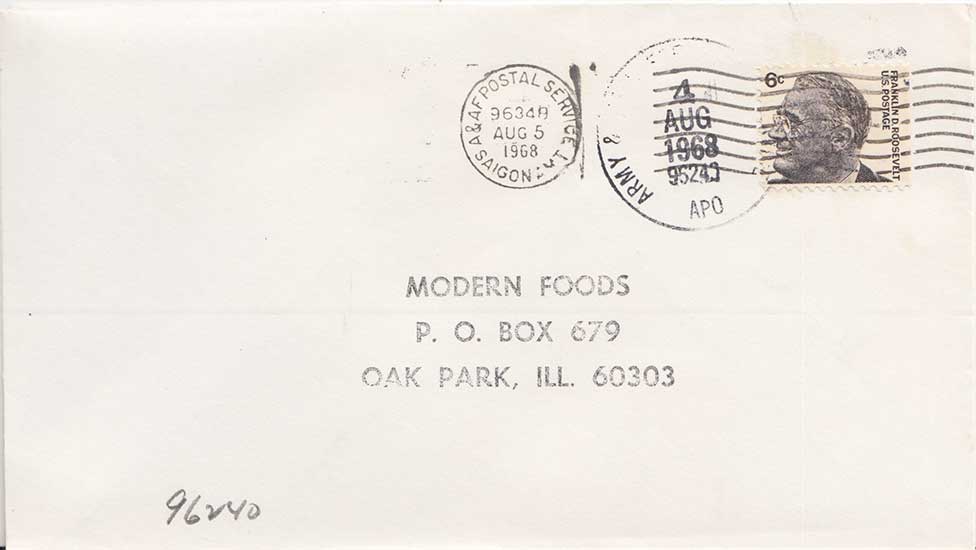 A&AF POSTAL SERVICE
96348
AUG 5
1968
SAIGON
ARMY &
4
AUG
1968
96240
APO
6c
FRANKLIN D. ROOSEVELT
U.S. POSTAGE
MODERN FOODS
P. O. BOX 679
OAK PARK, ILL. 60303
96240